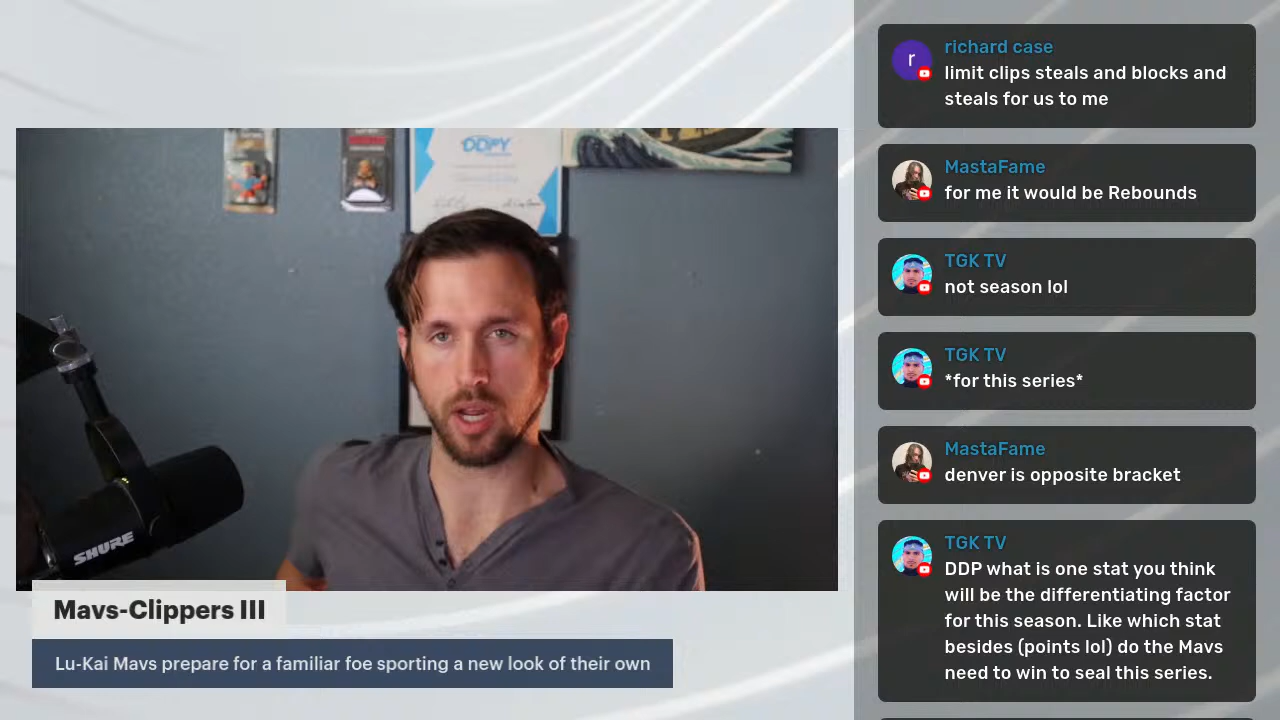 DDPY
SHURE
Mavs-Clippers III
Lu-Kai Mavs prepare for a familiar foe sporting a new look of their own
r
richard case
limit clips steals and blocks and
steals for us to me
MastaFame
for me it would be Rebounds
TGK TV
not season lol
TGK TV
*for this series*
MastaFame
denver is opposite bracket
TGK TV
DDP what is one stat you think
will be the differentiating factor
for this season. Like which stat
besides (points lol) do the Mavs
need to win to seal this series.